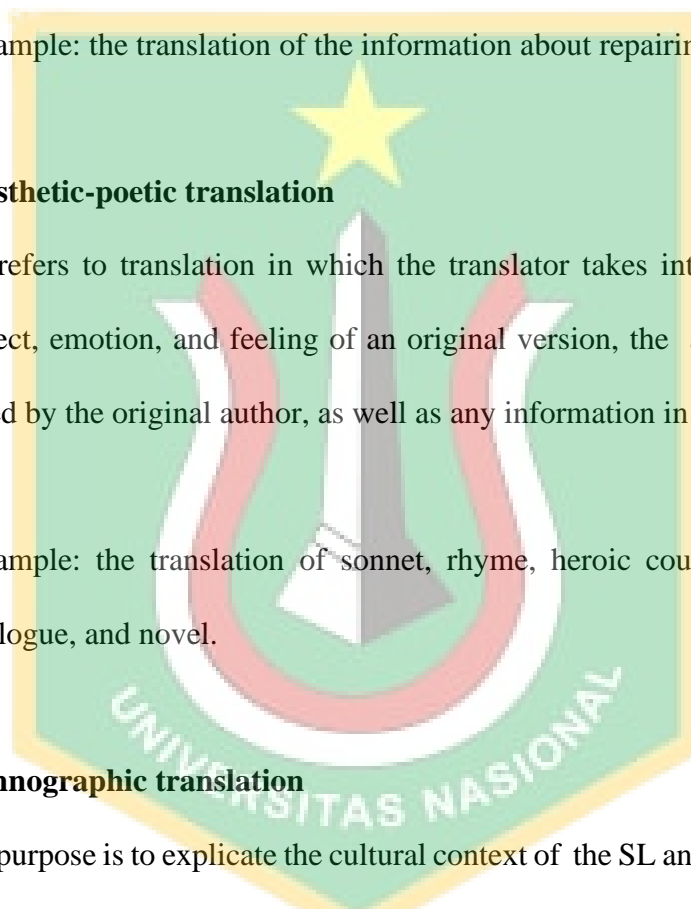 ample: the translation of the information about repairin
sthetic-poetic translation
refers to translation in which the translator takes int
ect, emotion, and feeling of an original version, the
ed by the original author, as well as any information in
ample: the translation of sonnet, rhyme, heroic cou
logue, and novel.
UNIVERSITAS NASIONAL
hnographic translation
purpose is to explicate the cultural context of the SL an